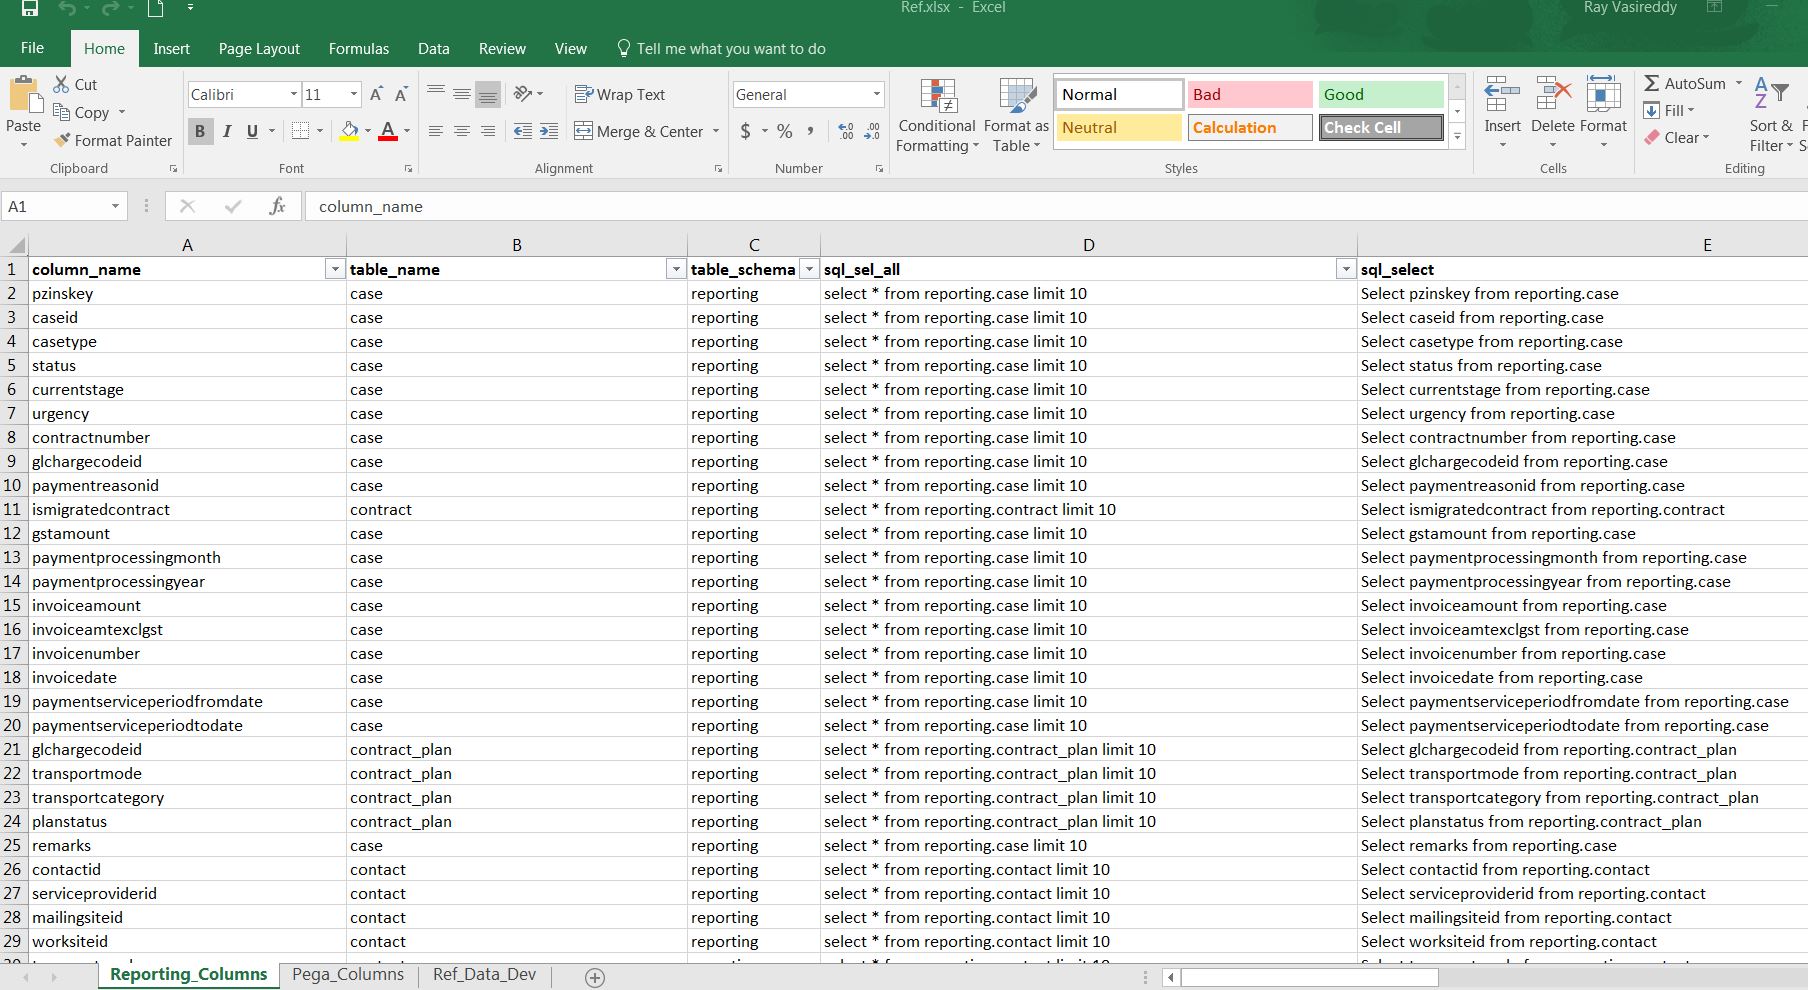 Ref.xlsx - Excel
Ray Vasireddy
File Home Insert Page Layout Formulas Data Review View Tell me what you want to do
Cut
Copy
Format Painter
Paste
Clipboard
Calibri 11
B I U
Font
Wrap Text
Merge & Center
Alignment
General
$ % ,
Number
Conditional Formatting
Format as Table
Normal Bad Good
Neutral Calculation Check Cell
Styles
Insert Delete Format
Cells
AutoSum
Fill
Clear
Sort &
Filter
Editing
A1 fx column_name
A B C D E
1 column_name table_name table_schema sql_sel_all sql_select
2 pzinskey case reporting select * from reporting.case limit 10 Select pzinskey from reporting.case
3 caseid case reporting select * from reporting.case limit 10 Select caseid from reporting.case
4 casetype case reporting select * from reporting.case limit 10 Select casetype from reporting.case
5 status case reporting select * from reporting.case limit 10 Select status from reporting.case
6 currentstage case reporting select * from reporting.case limit 10 Select currentstage from reporting.case
7 urgency case reporting select * from reporting.case limit 10 Select urgency from reporting.case
8 contractnumber case reporting select * from reporting.case limit 10 Select contractnumber from reporting.case
9 glchargecodeid case reporting select * from reporting.case limit 10 Select glchargecodeid from reporting.case
10 paymentreasonid case reporting select * from reporting.case limit 10 Select paymentreasonid from reporting.case
11 ismigratedcontract contract reporting select * from reporting.contract limit 10 Select ismigratedcontract from reporting.contract
12 gstamount case reporting select * from reporting.case limit 10 Select gstamount from reporting.case
13 paymentprocessingmonth case reporting select * from reporting.case limit 10 Select paymentprocessingmonth from reporting.case
14 paymentprocessingyear case reporting select * from reporting.case limit 10 Select paymentprocessingyear from reporting.case
15 invoiceamount case reporting select * from reporting.case limit 10 Select invoiceamount from reporting.case
16 invoiceamtexclgst case reporting select * from reporting.case limit 10 Select invoiceamtexclgst from reporting.case
17 invoicenumber case reporting select * from reporting.case limit 10 Select invoicenumber from reporting.case
18 invoicedate case reporting select * from reporting.case limit 10 Select invoicedate from reporting.case
19 paymentserviceperiodfromdate case reporting select * from reporting.case limit 10 Select paymentserviceperiodfromdate from reporting.case
20 paymentserviceperiodtodate case reporting select * from reporting.case limit 10 Select paymentserviceperiodtodate from reporting.case
21 glchargecodeid contract_plan reporting select * from reporting.contract_plan limit 10 Select glchargecodeid from reporting.contract_plan
22 transportmode contract_plan reporting select * from reporting.contract_plan limit 10 Select transportmode from reporting.contract_plan
23 transportcategory contract_plan reporting select * from reporting.contract_plan limit 10 Select transportcategory from reporting.contract_plan
24 planstatus contract_plan reporting select * from reporting.contract_plan limit 10 Select planstatus from reporting.contract_plan
25 remarks case reporting select * from reporting.case limit 10 Select remarks from reporting.case
26 contactid contact reporting select * from reporting.contact limit 10 Select contactid from reporting.contact
27 serviceproviderid contact reporting select * from reporting.contact limit 10 Select serviceproviderid from reporting.contact
28 mailingsiteid contact reporting select * from reporting.contact limit 10 Select mailingsiteid from reporting.contact
29 worksiteid contact reporting select * from reporting.contact limit 10 Select worksiteid from reporting.contact
Reporting_Columns Pega_Columns Ref_Data_Dev